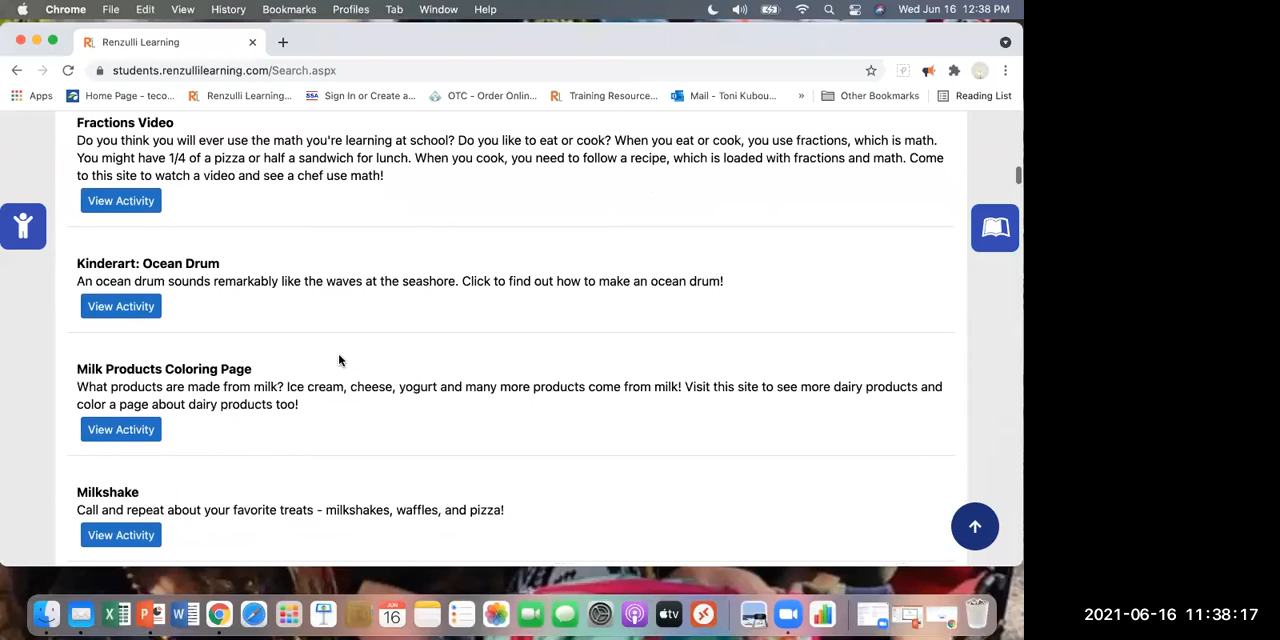 Chrome File Edit View History Bookmarks Profiles Tab Window Help Wed Jun 16 12:38 PM
Renzulli Learning
students.renzullilearning.com/Search.aspx
Apps Home Page - teco... Renzulli Learning... SSA Sign In or Create a... OTC - Order Onlin... Training Resource... Mail - Toni Kubou... » Other Bookmarks Reading List
Fractions Video
Do you think you will ever use the math you're learning at school? Do you like to eat or cook? When you eat or cook, you use fractions, which is math.
You might have 1/4 of a pizza or half a sandwich for lunch. When you cook, you need to follow a recipe, which is loaded with fractions and math. Come
to this site to watch a video and see a chef use math!
View Activity
Kinderart: Ocean Drum
An ocean drum sounds remarkably like the waves at the seashore. Click to find out how to make an ocean drum!
View Activity
Milk Products Coloring Page
What products are made from milk? Ice cream, cheese, yogurt and many more products come from milk! Visit this site to see more dairy products and
color a page about dairy products too!
View Activity
Milkshake
Call and repeat about your favorite treats - milkshakes, waffles, and pizza!
View Activity
JUN
16
tv
2021-06-16 11:38:17